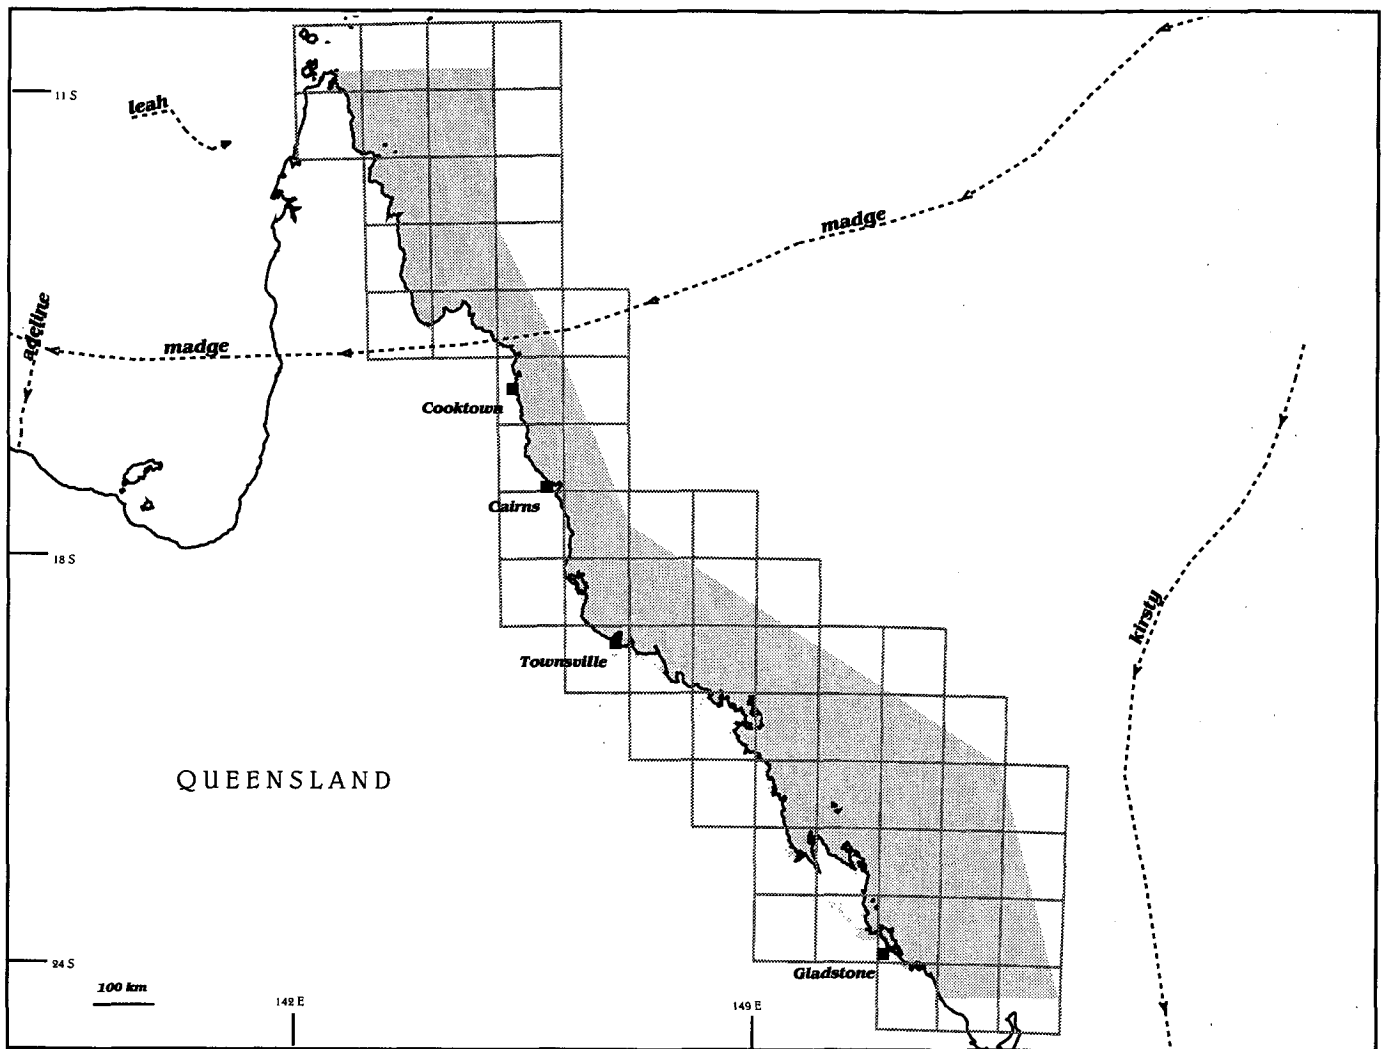 11 S
leah
madge
adeline
madge
Cooktown
Cairns
18 S
kirsty
Townsville
QUEENSLAND
24 S
Gladstone
100 km
142 E
149 E